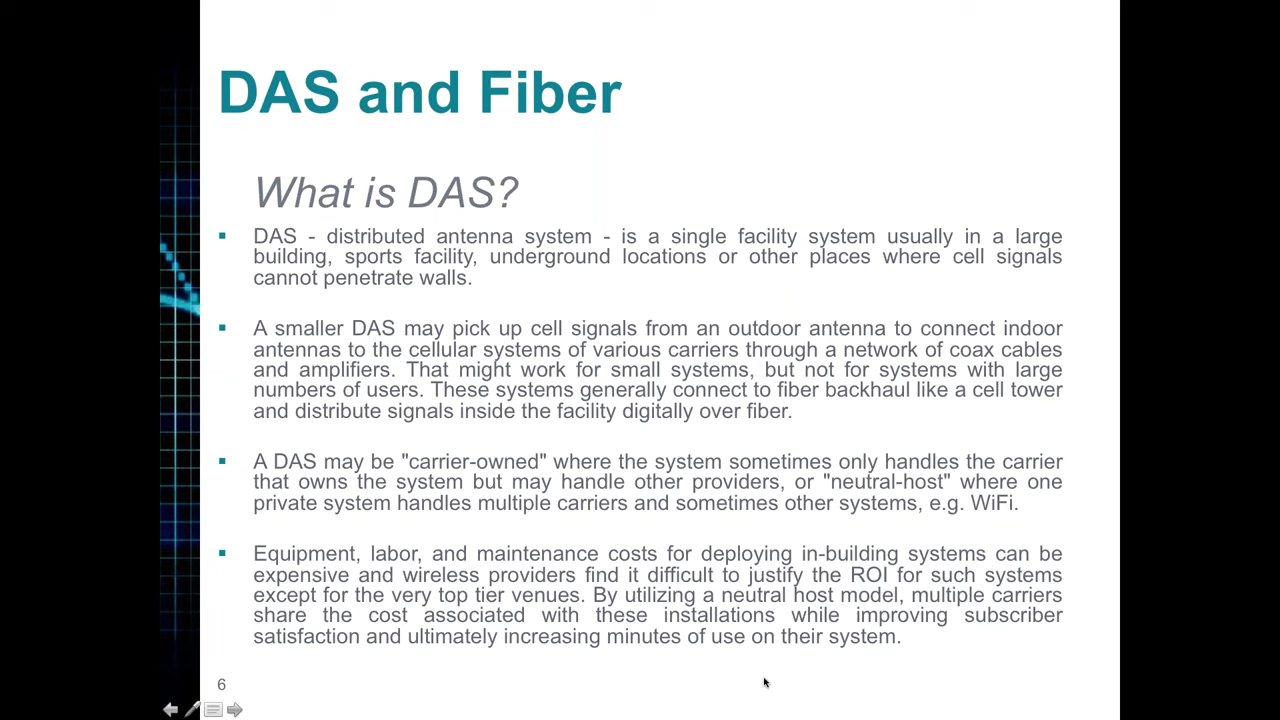 DAS and Fiber
What is DAS?
▪ DAS - distributed antenna system - is a single facility system usually in a large
building, sports facility, underground locations or other places where cell signals
cannot penetrate walls.
▪ A smaller DAS may pick up cell signals from an outdoor antenna to connect indoor
antennas to the cellular systems of various carriers through a network of coax cables
and amplifiers. That might work for small systems, but not for systems with large
numbers of users. These systems generally connect to fiber backhaul like a cell tower
and distribute signals inside the facility digitally over fiber.
▪ A DAS may be "carrier-owned" where the system sometimes only handles the carrier
that owns the system but may handle other providers, or "neutral-host" where one
private system handles multiple carriers and sometimes other systems, e.g. WiFi.
▪ Equipment, labor, and maintenance costs for deploying in-building systems can be
expensive and wireless providers find it difficult to justify the ROI for such systems
except for the very top tier venues. By utilizing a neutral host model, multiple carriers
share the cost associated with these installations while improving subscriber
satisfaction and ultimately increasing minutes of use on their system.
6